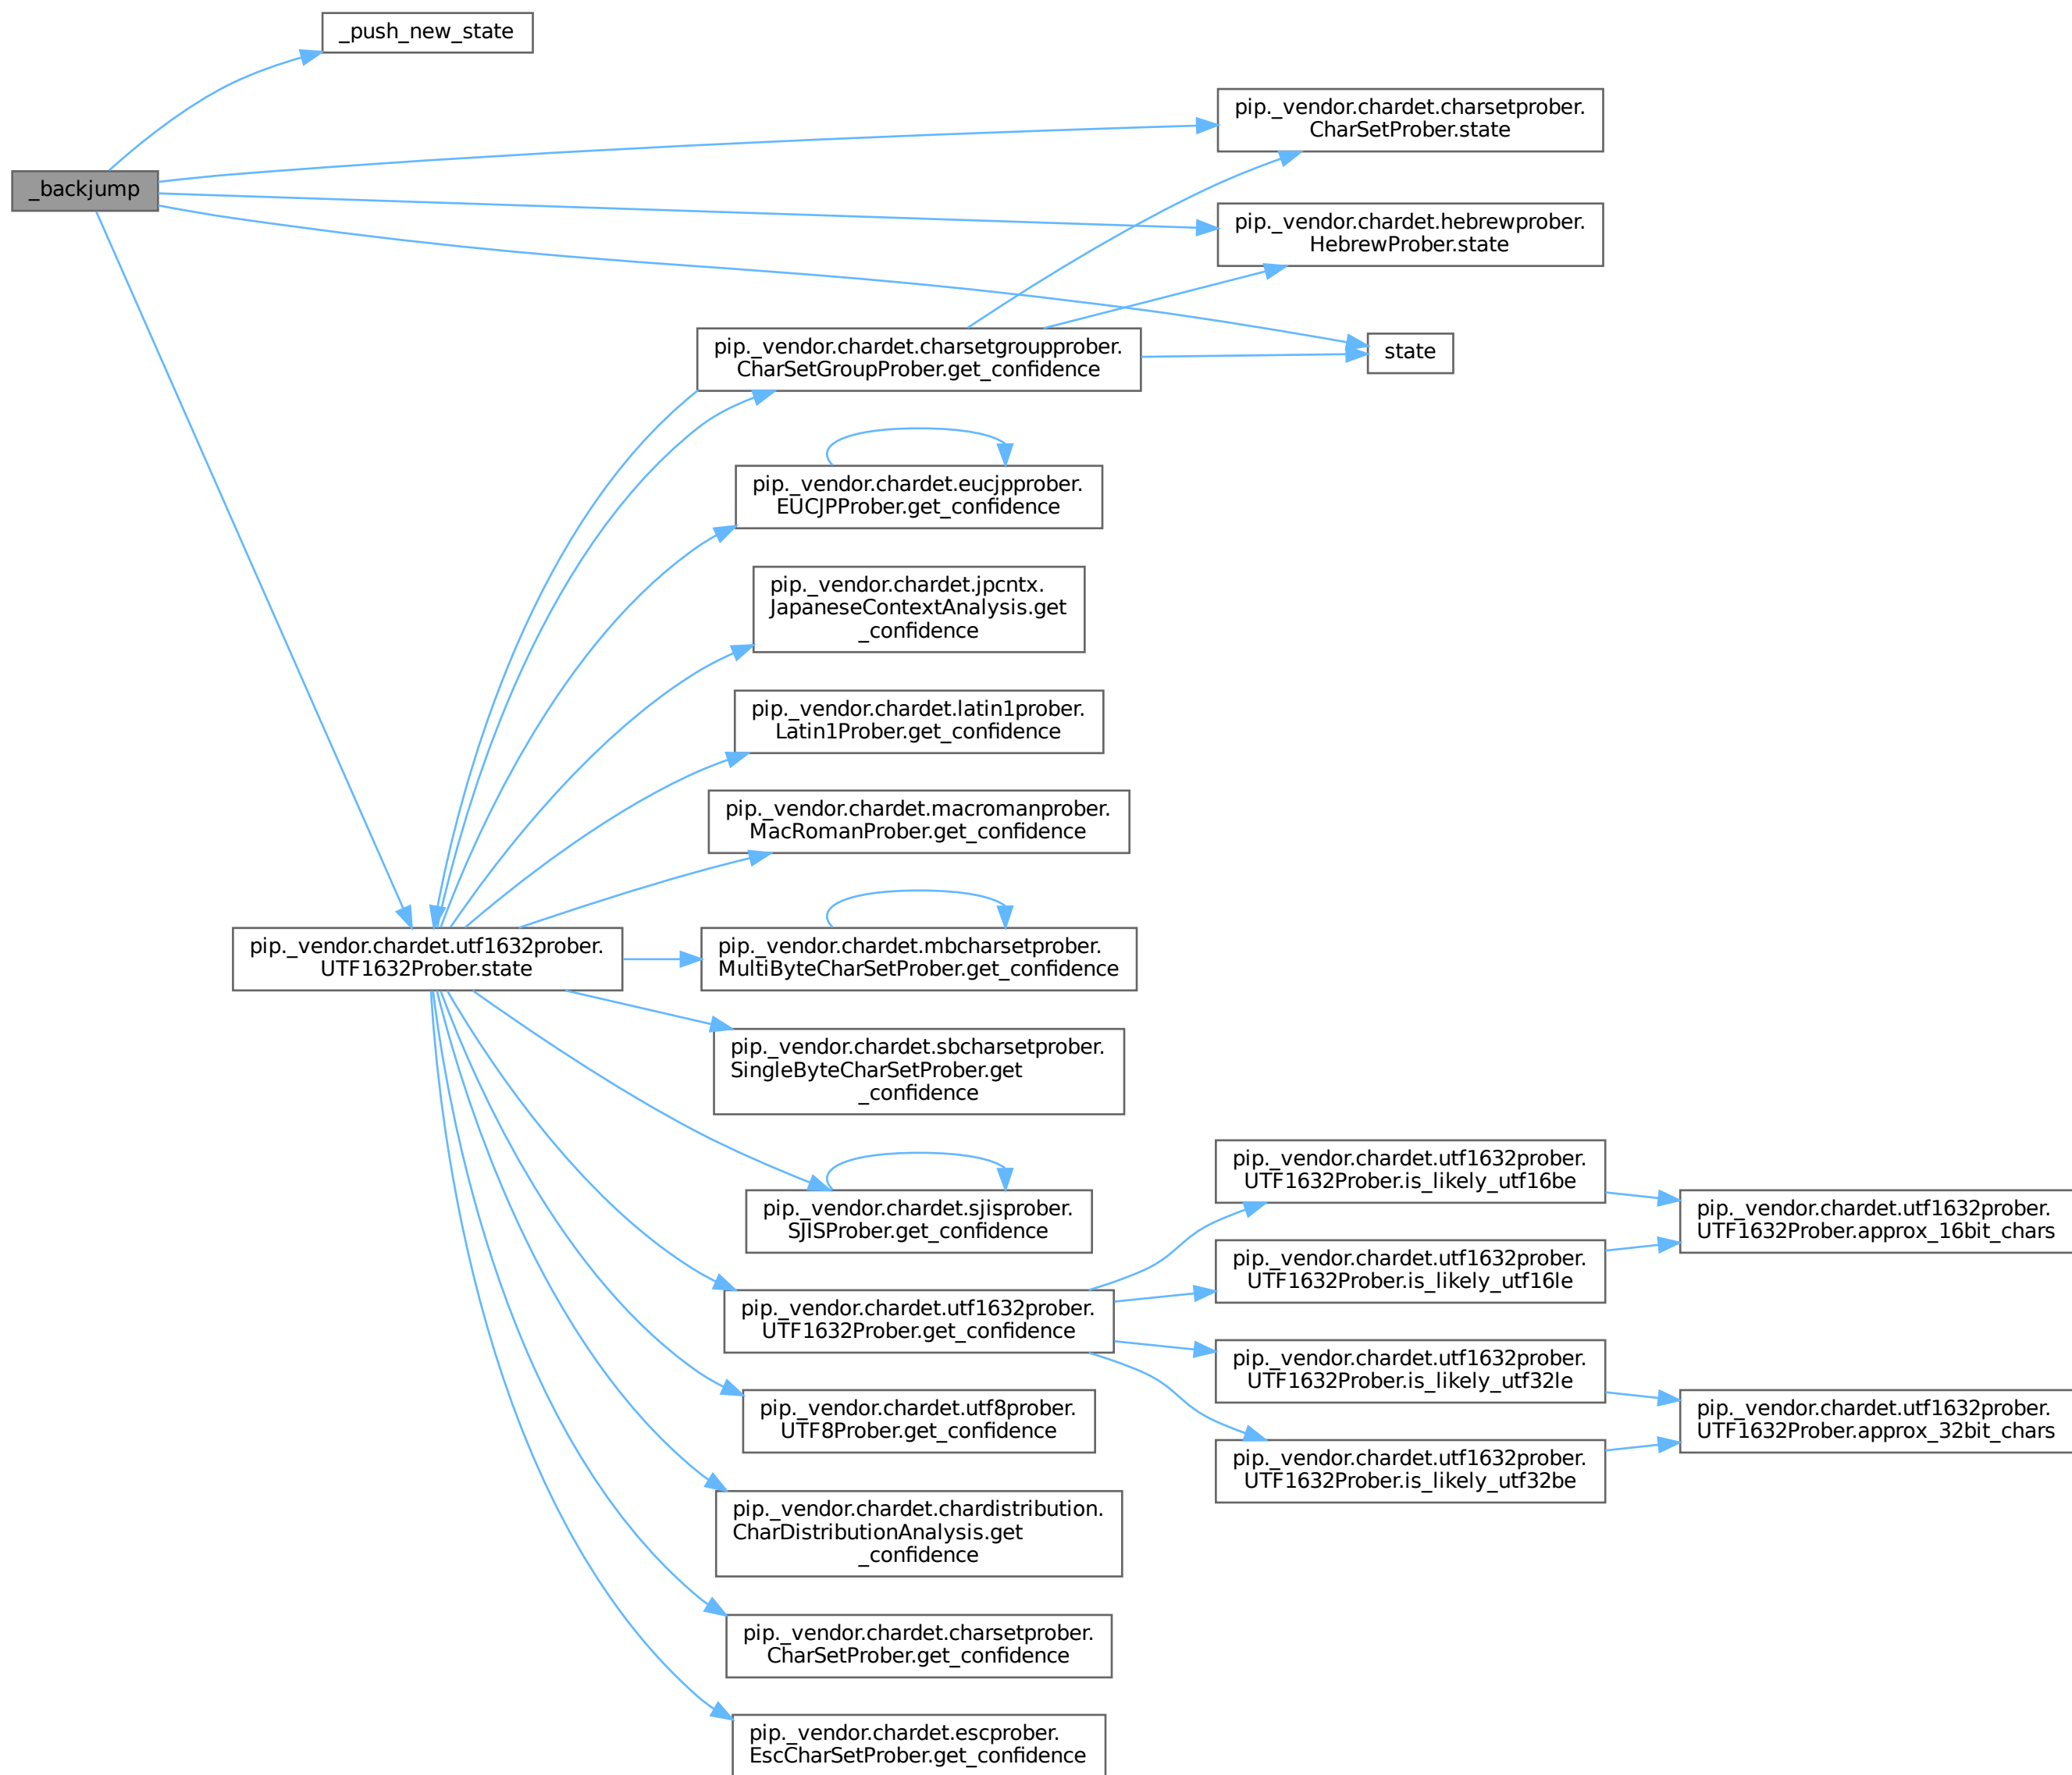 _push_new_state
pip._vendor.chardet.charsetprober.
CharSetProber.state
_backjump
pip._vendor.chardet.hebrewprober.
HebrewProber.state
pip._vendor.chardet.charsetgroupprober.
CharSetGroupProber.get_confidence
state
pip._vendor.chardet.eucjpprober.
EUCJPProber.get_confidence
pip._vendor.chardet.jpcntx.
JapaneseContextAnalysis.get
_confidence
pip._vendor.chardet.latin1prober.
Latin1Prober.get_confidence
pip._vendor.chardet.macromanprober.
MacRomanProber.get_confidence
pip._vendor.chardet.utf1632prober.
UTF1632Prober.state
pip._vendor.chardet.mbcharsetprober.
MultiByteCharSetProber.get_confidence
pip._vendor.chardet.sbcharsetprober.
SingleByteCharSetProber.get
_confidence
pip._vendor.chardet.sjisprober.
SJISProber.get_confidence
pip._vendor.chardet.utf1632prober.
UTF1632Prober.is_likely_utf16be
pip._vendor.chardet.utf1632prober.
UTF1632Prober.approx_16bit_chars
pip._vendor.chardet.utf1632prober.
UTF1632Prober.is_likely_utf16le
pip._vendor.chardet.utf1632prober.
UTF1632Prober.get_confidence
pip._vendor.chardet.utf1632prober.
UTF1632Prober.is_likely_utf32le
pip._vendor.chardet.utf1632prober.
UTF1632Prober.approx_32bit_chars
pip._vendor.chardet.utf1632prober.
UTF1632Prober.is_likely_utf32be
pip._vendor.chardet.utf8prober.
UTF8Prober.get_confidence
pip._vendor.chardet.chardistribution.
CharDistributionAnalysis.get
_confidence
pip._vendor.chardet.charsetprober.
CharSetProber.get_confidence
pip._vendor.chardet.escprober.
EscCharSetProber.get_confidence